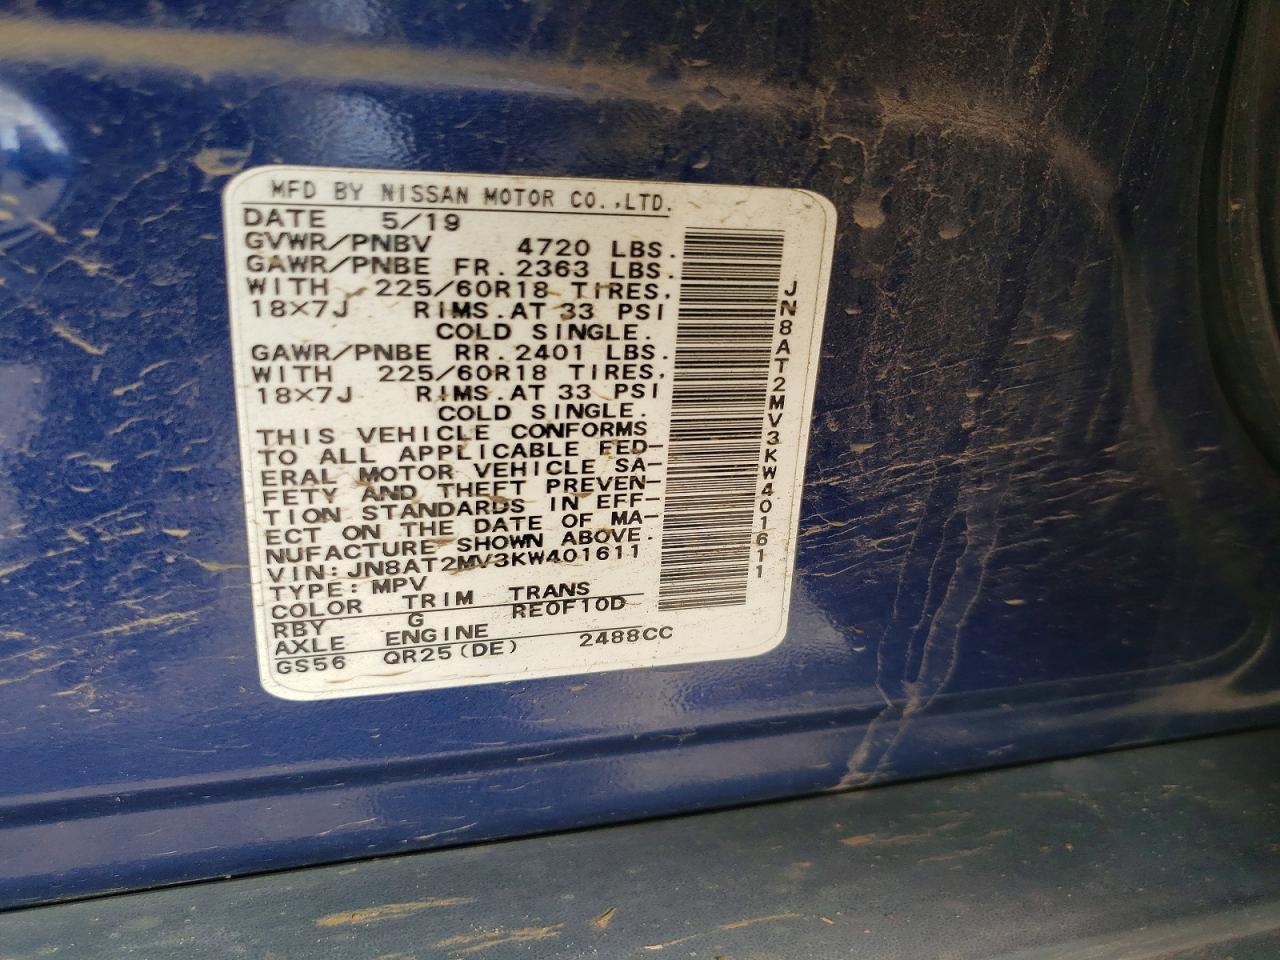 MFD BY NISSAN MOTOR CO.,LTD.
DATE 5/19
GVWR/PNBV 4720 LBS.
GAWR/PNBE FR. 2363 LBS.
WITH 225/60R18 TIRES,
18×7J RIMS.AT 33 PSI
COLD SINGLE.
GAWR/PNBE RR. 2401 LBS.
WITH 225/60R18 TIRES,
18×7J RIMS.AT 33 PSI
COLD SINGLE.
THIS VEHICLE CONFORMS
TO ALL APPLICABLE FED-
ERAL MOTOR VEHICLE SA-
FETY AND THEFT PREVEN-
TION STANDARDS IN EFF-
ECT ON THE DATE OF MA-
NUFACTURE SHOWN ABOVE.
VIN:JN8AT2MV3KW401611
TYPE:MPV
COLOR TRIM TRANS
RBY G RE0F10D
AXLE ENGINE
GS56 QR25(DE) 2488CC
JN8AT2MV3KW401611